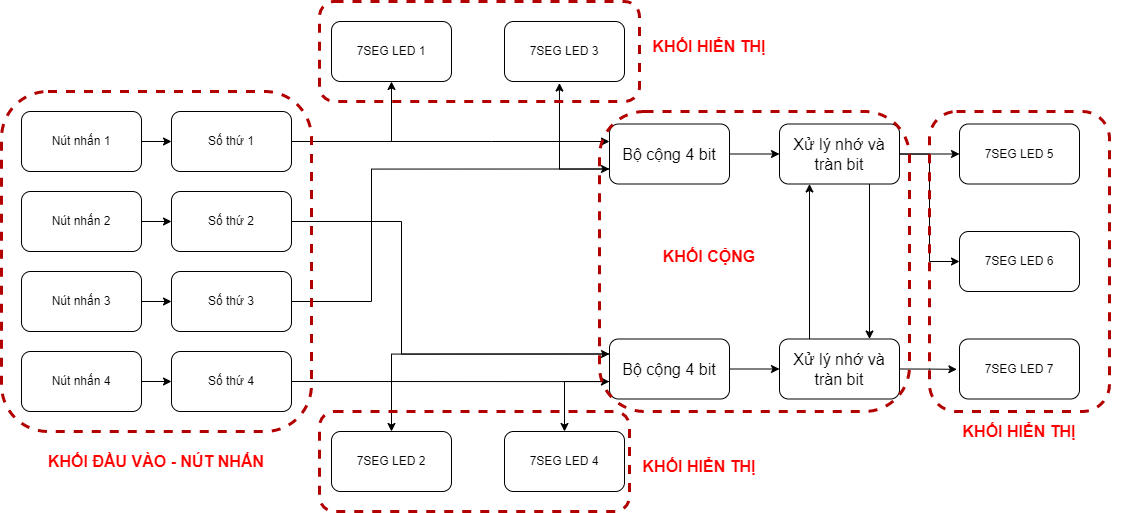 7SEG LED 1
7SEG LED 3
KHỐI HIỂN THỊ
Nút nhấn 1
Số thứ 1
Nút nhấn 2
Số thứ 2
Nút nhấn 3
Số thứ 3
Nút nhấn 4
Số thứ 4
KHỐI ĐẦU VÀO - NÚT NHẤN
Bộ cộng 4 bit
Xử lý nhớ và
tràn bit
KHỐI CỘNG
Bộ cộng 4 bit
Xử lý nhớ và
tràn bit
7SEG LED 5
7SEG LED 6
7SEG LED 7
KHỐI HIỂN THỊ
7SEG LED 2
7SEG LED 4
KHỐI HIỂN THỊ